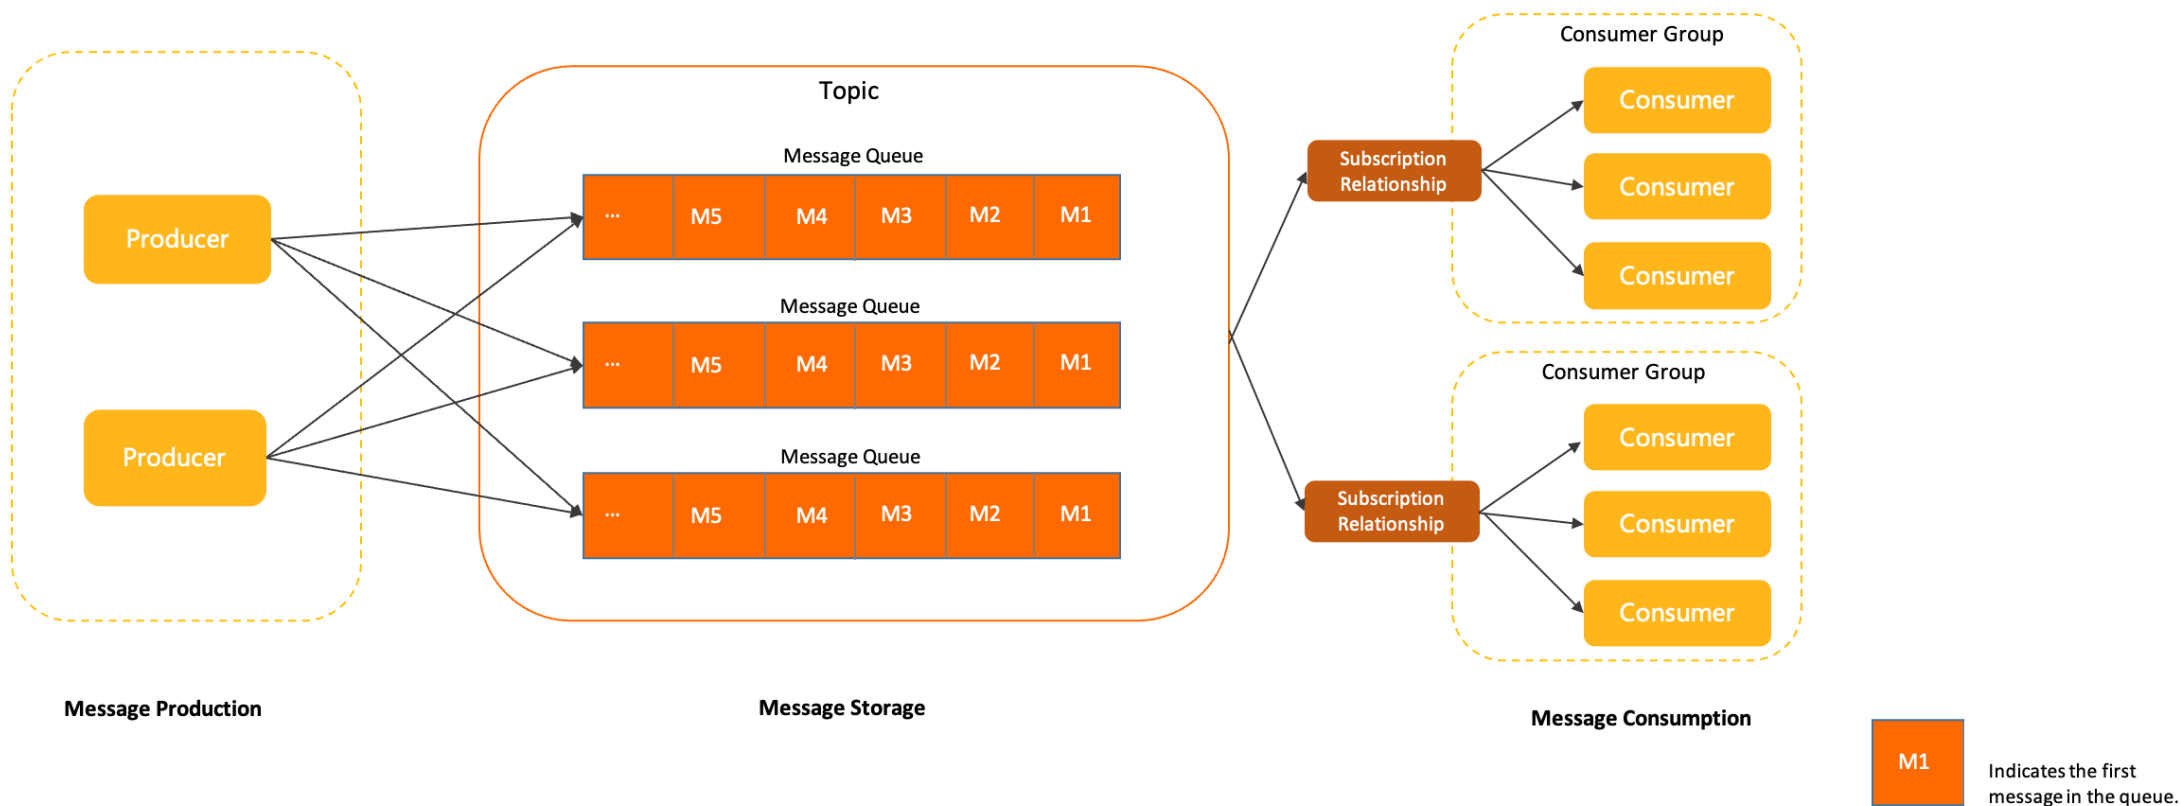 Producer
Producer
Message Production
Topic
Message Queue
... M5 M4 M3 M2 M1
Message Queue
... M5 M4 M3 M2 M1
Message Queue
... M5 M4 M3 M2 M1
Message Storage
Subscription
Relationship
Consumer Group
Consumer
Consumer
Consumer
Subscription
Relationship
Consumer Group
Consumer
Consumer
Consumer
Message Consumption
M1
Indicates the first
message in the queue.